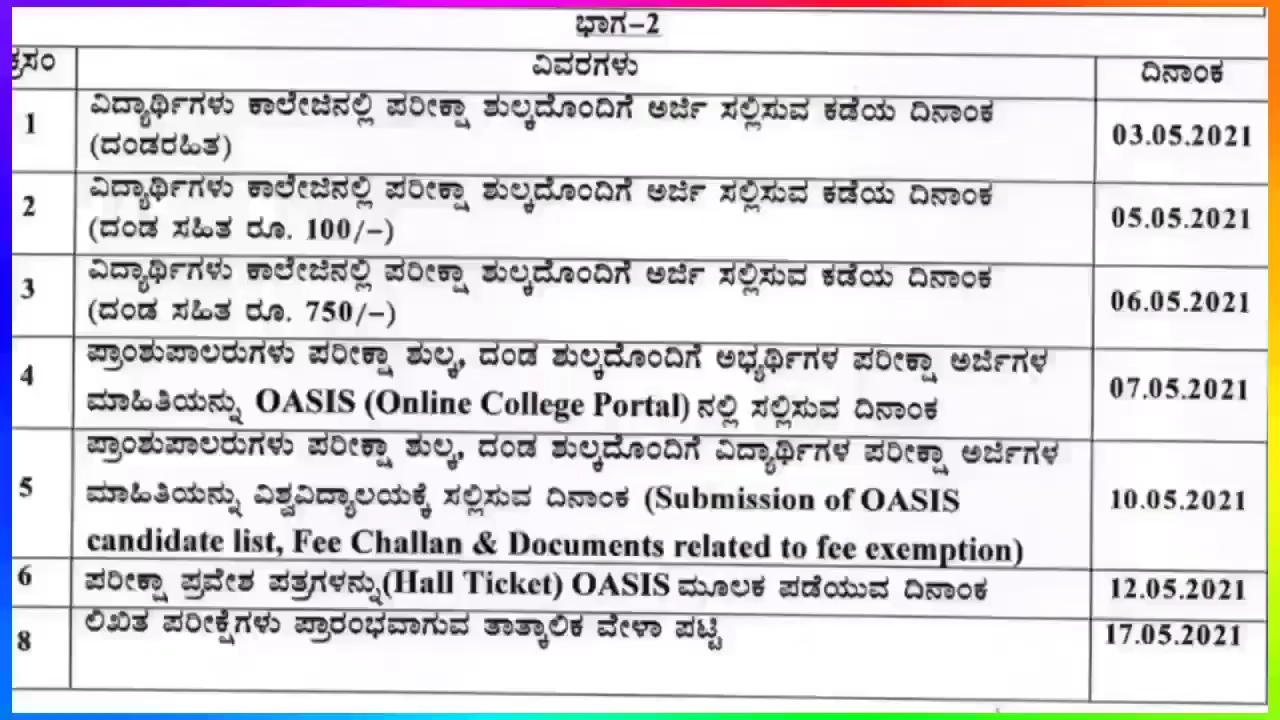 ಭಾಗ–2
ಕ್ರಸಂ ವಿವರಗಳು ದಿನಾಂಕ
1 ವಿದ್ಯಾರ್ಥಿಗಳು ಕಾಲೇಜಿನಲ್ಲಿ ಪರೀಕ್ಷಾ ಶುಲ್ಕದೊಂದಿಗೆ ಅರ್ಜಿ ಸಲ್ಲಿಸುವ ಕಡೆಯ ದಿನಾಂಕ 03.05.2021
(ದಂಡರಹಿತ)
2 ವಿದ್ಯಾರ್ಥಿಗಳು ಕಾಲೇಜಿನಲ್ಲಿ ಪರೀಕ್ಷಾ ಶುಲ್ಕದೊಂದಿಗೆ ಅರ್ಜಿ ಸಲ್ಲಿಸುವ ಕಡೆಯ ದಿನಾಂಕ 05.05.2021
(ದಂಡ ಸಹಿತ ರೂ. 100/–)
3 ವಿದ್ಯಾರ್ಥಿಗಳು ಕಾಲೇಜಿನಲ್ಲಿ ಪರೀಕ್ಷಾ ಶುಲ್ಕದೊಂದಿಗೆ ಅರ್ಜಿ ಸಲ್ಲಿಸುವ ಕಡೆಯ ದಿನಾಂಕ 06.05.2021
(ದಂಡ ಸಹಿತ ರೂ. 750/–)
4 ಪ್ರಾಂಶುಪಾಲರುಗಳು ಪರೀಕ್ಷಾ ಶುಲ್ಕ, ದಂಡ ಶುಲ್ಕದೊಂದಿಗೆ ಅಭ್ಯರ್ಥಿಗಳ ಪರೀಕ್ಷಾ ಅರ್ಜಿಗಳ 07.05.2021
ಮಾಹಿತಿಯನ್ನು OASIS (Online College Portal) ನಲ್ಲಿ ಸಲ್ಲಿಸುವ ದಿನಾಂಕ
5 ಪ್ರಾಂಶುಪಾಲರುಗಳು ಪರೀಕ್ಷಾ ಶುಲ್ಕ, ದಂಡ ಶುಲ್ಕದೊಂದಿಗೆ ವಿದ್ಯಾರ್ಥಿಗಳ ಪರೀಕ್ಷಾ ಅರ್ಜಿಗಳ 10.05.2021
ಮಾಹಿತಿಯನ್ನು ವಿಶ್ವವಿದ್ಯಾಲಯಕ್ಕೆ ಸಲ್ಲಿಸುವ ದಿನಾಂಕ (Submission of OASIS
candidate list, Fee Challan & Documents related to fee exemption)
6 ಪರೀಕ್ಷಾ ಪ್ರವೇಶ ಪತ್ರಗಳನ್ನು(Hall Ticket) OASIS ಮೂಲಕ ಪಡೆಯುವ ದಿನಾಂಕ 12.05.2021
8 ಲಿಖಿತ ಪರೀಕ್ಷೆಗಳು ಪ್ರಾರಂಭವಾಗುವ ತಾತ್ಕಾಲಿಕ ವೇಳಾ ಪಟ್ಟಿ 17.05.2021